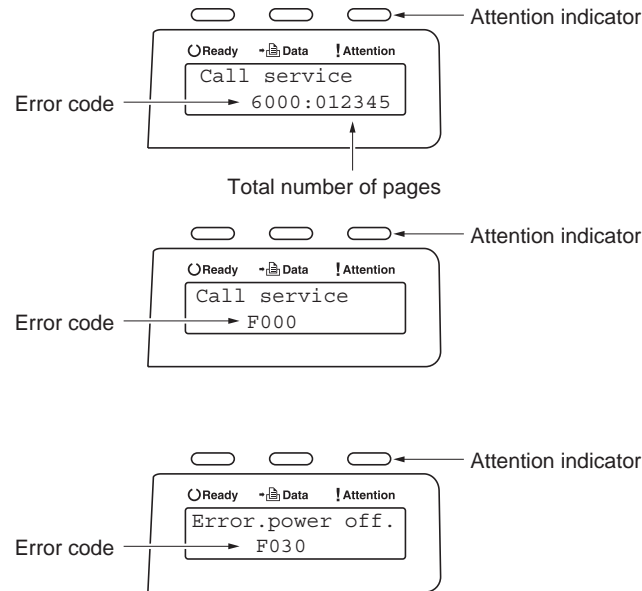 Attention indicator
Ready Data !Attention
Call service
Error code
6000:012345
Total number of pages
Attention indicator
Ready Data !Attention
Call service
Error code
F000
Attention indicator
Ready Data !Attention
Error.power off.
Error code
F030